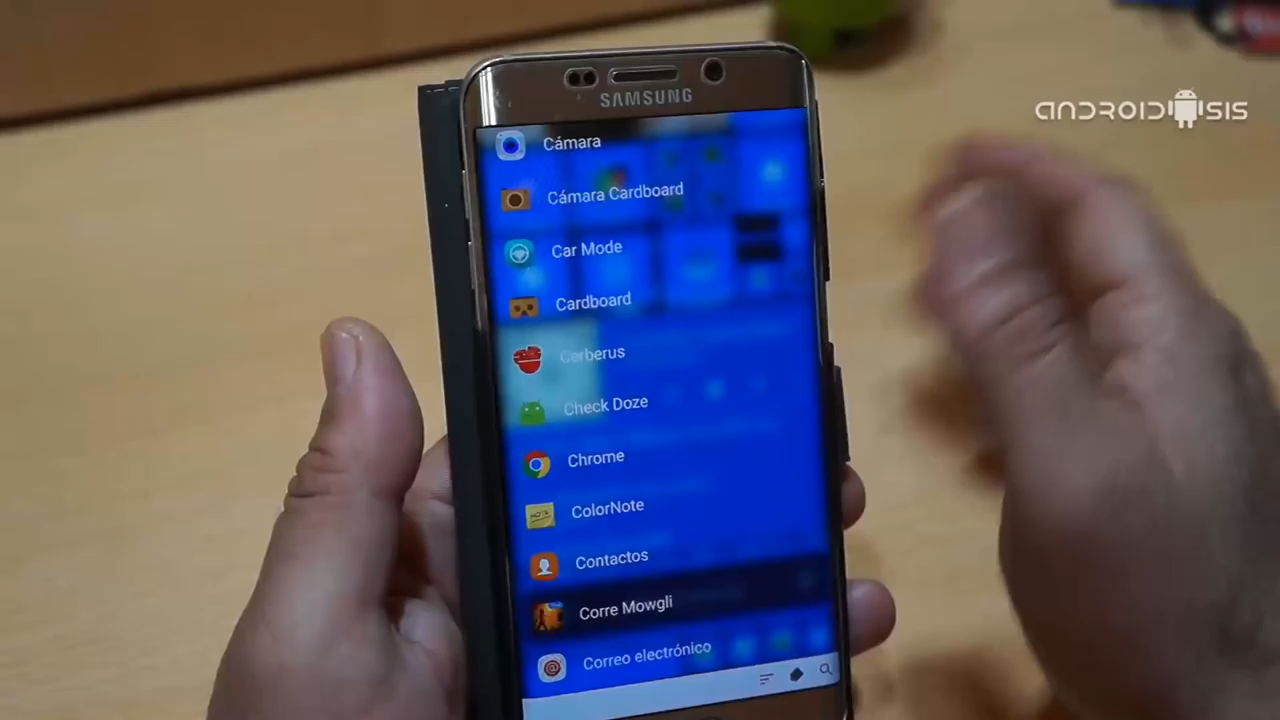 SAMSUNG
ANDROIDSIS
Cámara
Cámara Cardboard
Car Mode
Cardboard
Cerberus
Check Doze
Chrome
ColorNote
Contactos
Corre Mowgli
Correo electrónico